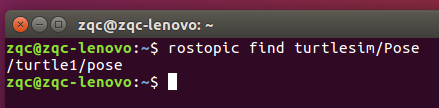 zqc@zqc-lenovo: ~
zqc@zqc-lenovo:~$ rostopic find turtlesim/Pose
/turtle1/pose
zqc@zqc-lenovo:~$